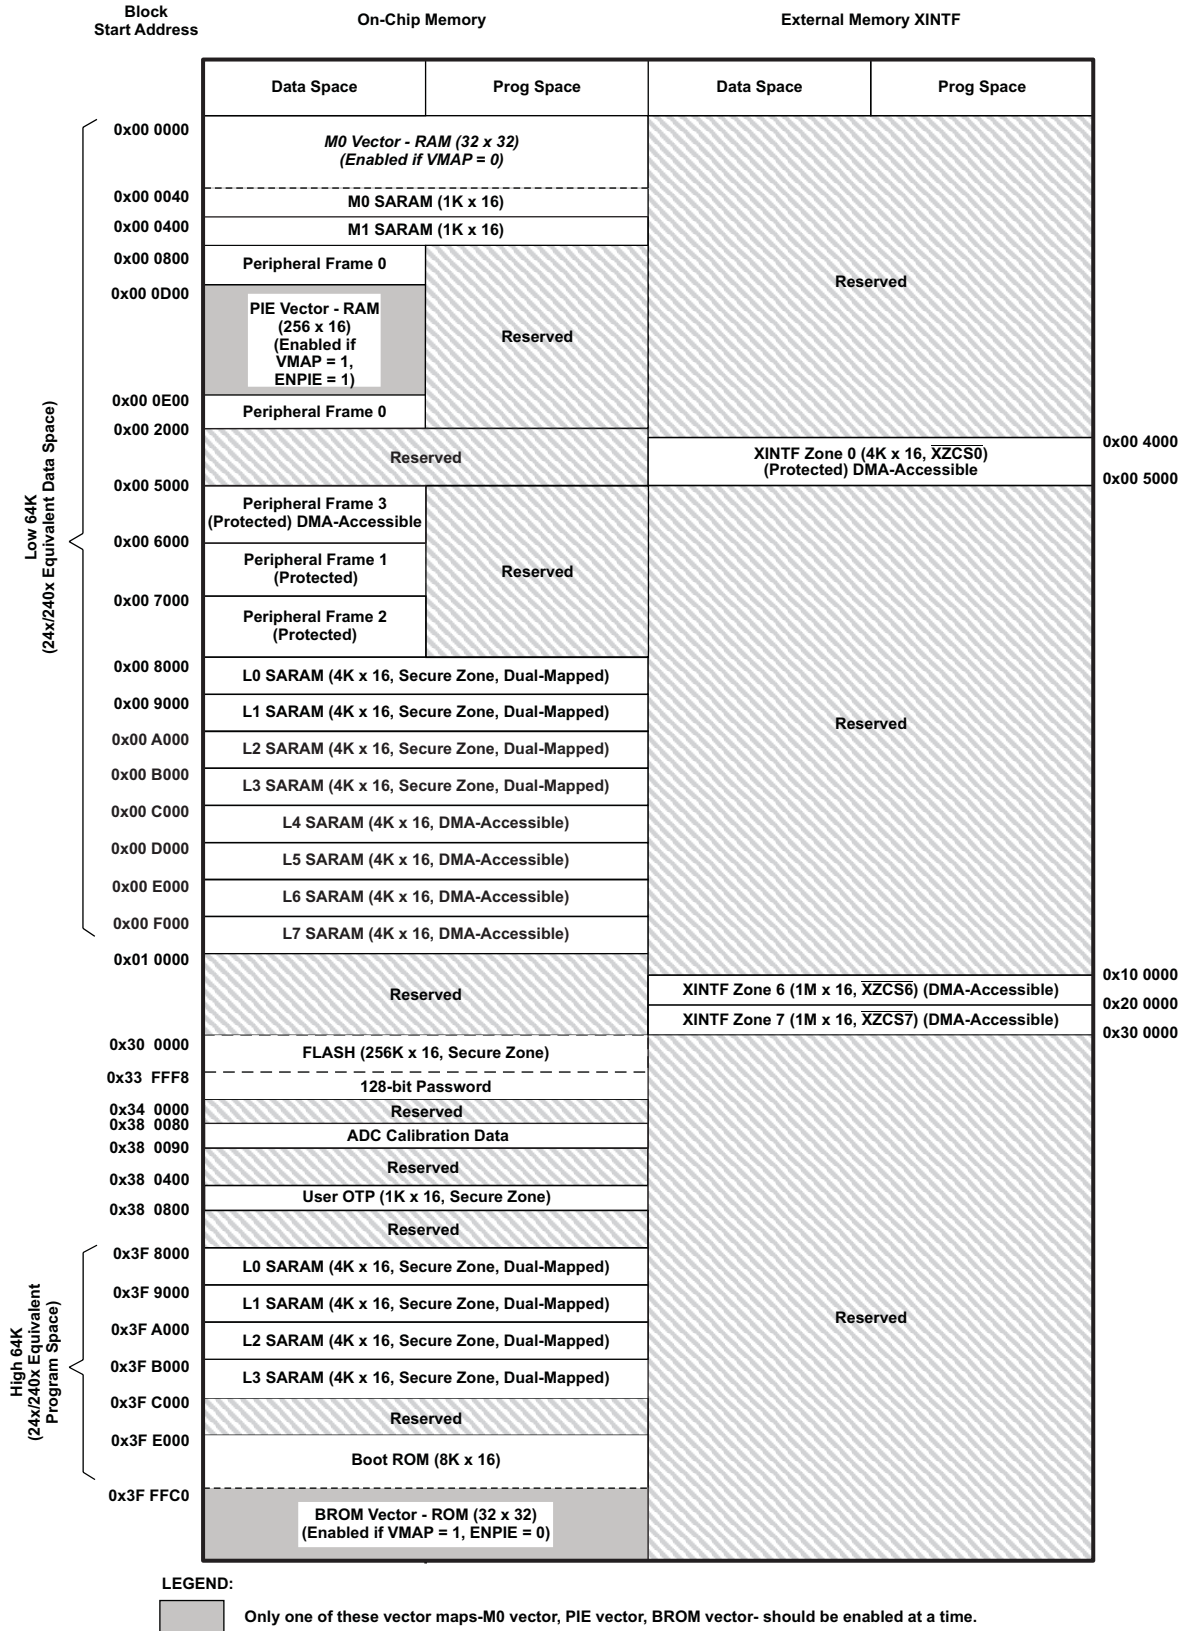 Block
Start Address
On-Chip Memory
External Memory XINTF
Data Space
Prog Space
Data Space
Prog Space
0x00 0000
M0 Vector - RAM (32 x 32)
(Enabled if VMAP = 0)
0x00 0040
M0 SARAM (1K x 16)
0x00 0400
M1 SARAM (1K x 16)
0x00 0800
Peripheral Frame 0
Reserved
0x00 0D00
PIE Vector - RAM
(256 x 16)
(Enabled if
VMAP = 1,
ENPIE = 1)
Reserved
0x00 0E00
Peripheral Frame 0
0x00 2000
Reserved
0x00 4000
XINTF Zone 0 (4K x 16, XZCS0)
(Protected) DMA-Accessible
0x00 5000
Low 64K
(24x/240x Equivalent Data Space)
0x00 5000
Peripheral Frame 3
(Protected) DMA-Accessible
0x00 6000
Peripheral Frame 1
(Protected)
Reserved
0x00 7000
Peripheral Frame 2
(Protected)
0x00 8000
L0 SARAM (4K x 16, Secure Zone, Dual-Mapped)
0x00 9000
L1 SARAM (4K x 16, Secure Zone, Dual-Mapped)
Reserved
0x00 A000
L2 SARAM (4K x 16, Secure Zone, Dual-Mapped)
0x00 B000
L3 SARAM (4K x 16, Secure Zone, Dual-Mapped)
0x00 C000
L4 SARAM (4K x 16, DMA-Accessible)
0x00 D000
L5 SARAM (4K x 16, DMA-Accessible)
0x00 E000
L6 SARAM (4K x 16, DMA-Accessible)
0x00 F000
L7 SARAM (4K x 16, DMA-Accessible)
0x01 0000
Reserved
0x10 0000
XINTF Zone 6 (1M x 16, XZCS6) (DMA-Accessible)
0x20 0000
XINTF Zone 7 (1M x 16, XZCS7) (DMA-Accessible)
0x30 0000
0x30 0000
FLASH (256K x 16, Secure Zone)
0x33 FFF8
128-bit Password
0x34 0000
Reserved
0x38 0080
ADC Calibration Data
0x38 0090
Reserved
0x38 0400
User OTP (1K x 16, Secure Zone)
0x38 0800
Reserved
0x3F 8000
L0 SARAM (4K x 16, Secure Zone, Dual-Mapped)
0x3F 9000
L1 SARAM (4K x 16, Secure Zone, Dual-Mapped)
Reserved
0x3F A000
L2 SARAM (4K x 16, Secure Zone, Dual-Mapped)
High 64K
(24x/240x Equivalent
Program Space)
0x3F B000
L3 SARAM (4K x 16, Secure Zone, Dual-Mapped)
0x3F C000
Reserved
0x3F E000
Boot ROM (8K x 16)
0x3F FFC0
BROM Vector - ROM (32 x 32)
(Enabled if VMAP = 1, ENPIE = 0)
LEGEND:
Only one of these vector maps-M0 vector, PIE vector, BROM vector- should be enabled at a time.